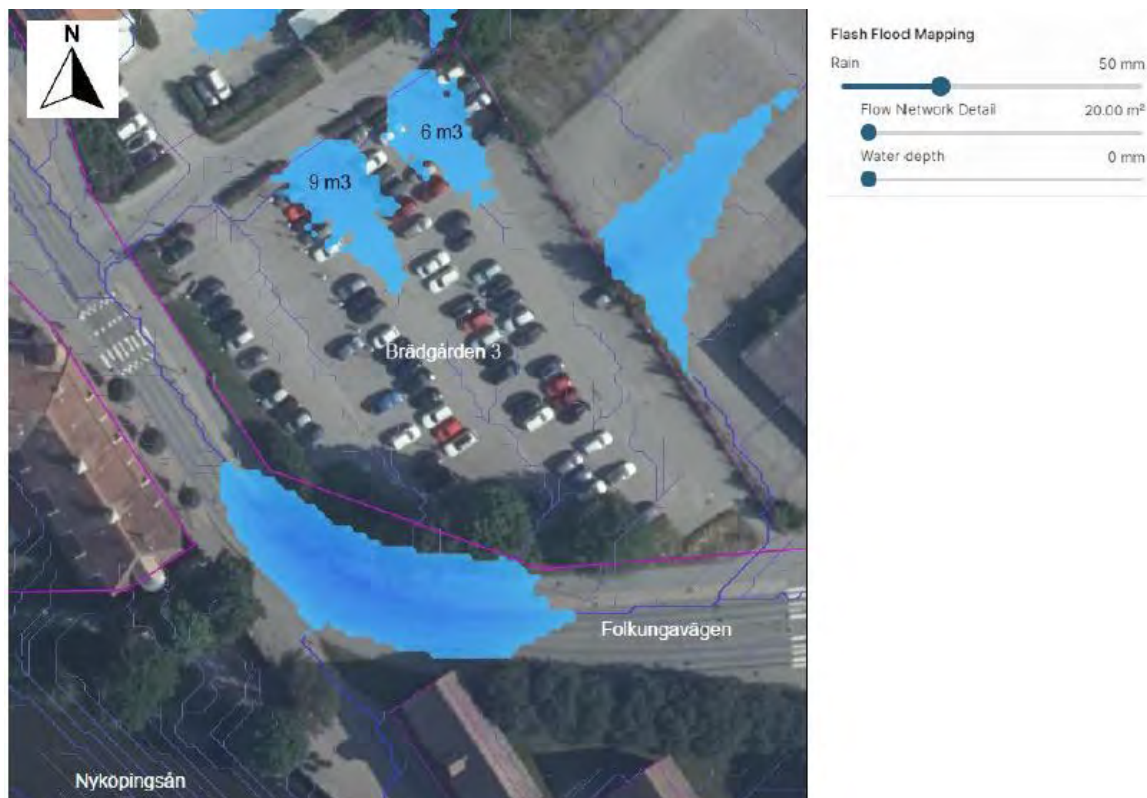 N
6 m3
9 m3
Brädgården 3
Folkungavägen
Nyköpingsån
Flash Flood Mapping
Rain 50 mm
Flow Network Detail 20.00 m²
Water depth 0 mm